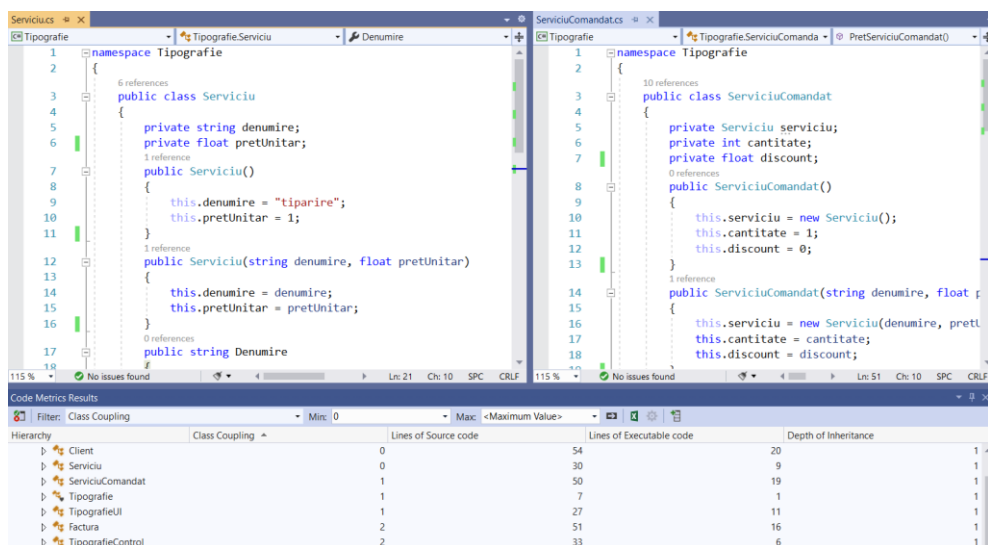 Serviciu.cs
ServiciuComandat.cs
C# Tipografie
Tipografie.Serviciu
Denumire
C# Tipografie
Tipografie.ServiciuComanda
PretServiciuComandat()
1 namespace Tipografie
2 {
6 references
3 public class Serviciu
4 {
5 private string denumire;
6 private float pretUnitar;
1 reference
7 public Serviciu()
8 {
9 this.denumire = "tiparire";
10 this.pretUnitar = 1;
11 }
1 reference
12 public Serviciu(string denumire, float pretUnitar)
13 {
14 this.denumire = denumire;
15 this.pretUnitar = pretUnitar;
16 }
0 references
17 public string Denumire
18 {
115 % No issues found Ln: 21 Ch: 10 SPC CRLF
1 namespace Tipografie
2 {
10 references
3 public class ServiciuComandat
4 {
5 private Serviciu serviciu;
6 private int cantitate;
7 private float discount;
0 references
8 public ServiciuComandat()
9 {
10 this.serviciu = new Serviciu();
11 this.cantitate = 1;
12 this.discount = 0;
13 }
1 reference
14 public ServiciuComandat(string denumire, float p
15 {
16 this.serviciu = new Serviciu(denumire, pretU
17 this.cantitate = cantitate;
18 this.discount = discount;
115 % No issues found Ln: 51 Ch: 10 SPC CRLF
Code Metrics Results
Filter: Class Coupling Min: 0 Max: <Maximum Value>
Hierarchy Class Coupling Lines of Source code Lines of Executable code Depth of Inheritance
Client 0 54 20 1
Serviciu 0 30 9 1
ServiciuComandat 1 50 19 1
Tipografie 1 7 1 1
TipografieUI 1 27 11 1
Factura 2 51 16 1
TipografieControl 2 33 6 1